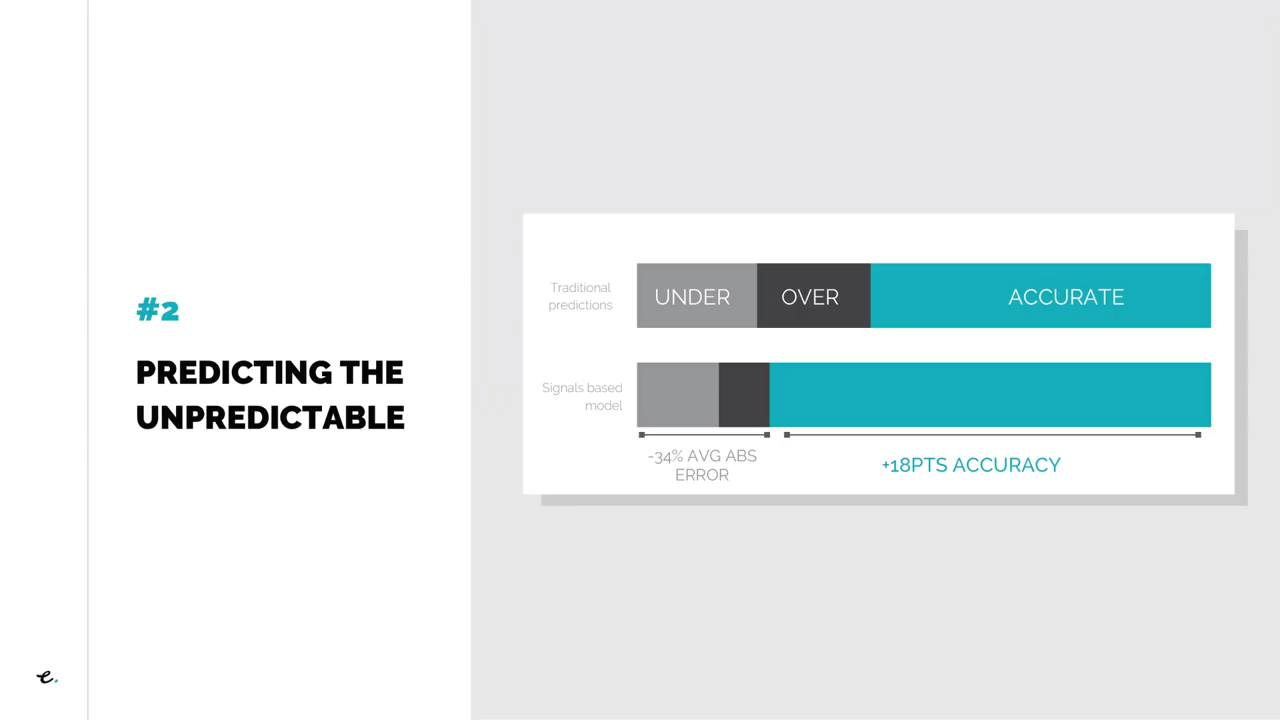 #2
PREDICTING THE
UNPREDICTABLE
Traditional
predictions
UNDER
OVER
ACCURATE
Signals based
model
-34% AVG ABS
ERROR
+18PTS ACCURACY
e.